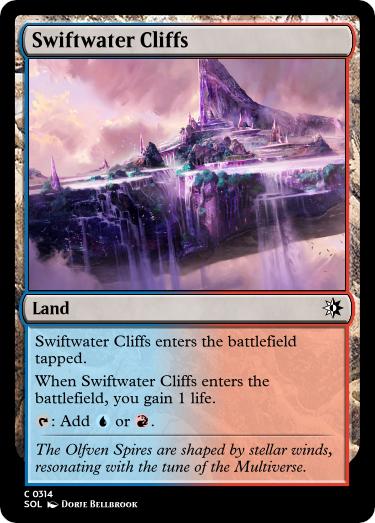 Swiftwater Cliffs
Land
Swiftwater Cliffs enters the battlefield
tapped.
When Swiftwater Cliffs enters the
battlefield, you gain 1 life.
: Add or .
The Olfven Spires are shaped by stellar winds,
resonating with the tune of the Multiverse.
C 0314
SOL Dorje Bellbrook